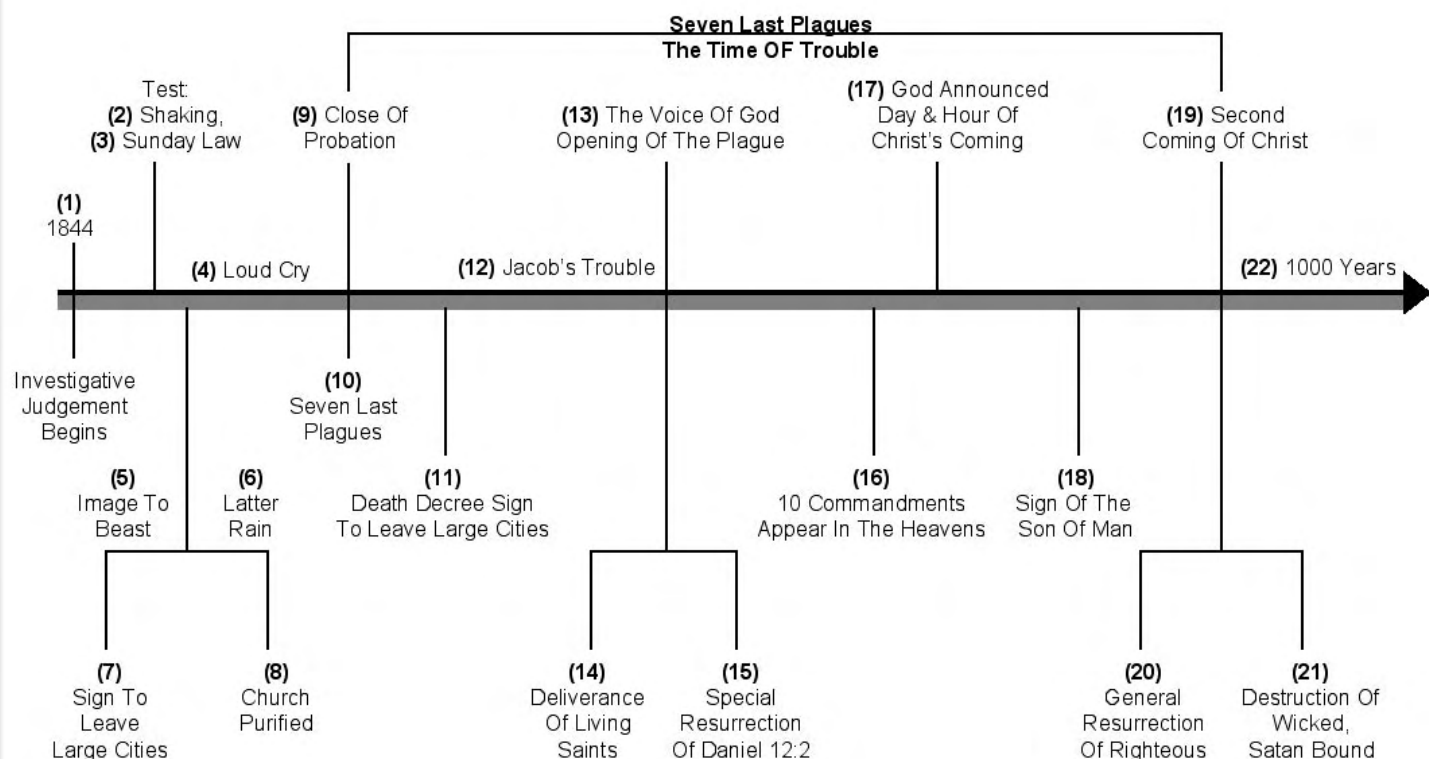 Seven Last Plagues
The Time OF Trouble
Test:
(2) Shaking,
(3) Sunday Law
(9) Close Of
Probation
(13) The Voice Of God
Opening Of The Plague
(17) God Announced
Day & Hour Of
Christ's Coming
(19) Second
Coming Of Christ
(1)
1844
(4) Loud Cry
(12) Jacob's Trouble
(22) 1000 Years
Investigative
Judgement
Begins
(10)
Seven Last
Plagues
(5)
Image To
Beast
(6)
Latter
Rain
(11)
Death Decree Sign
To Leave Large Cities
(16)
10 Commandments
Appear In The Heavens
(18)
Sign Of The
Son Of Man
(7)
Sign To
Leave
Large Cities
(8)
Church
Purified
(14)
Deliverance
Of Living
Saints
(15)
Special
Resurrection
Of Daniel 12:2
(20)
General
Resurrection
Of Righteous
(21)
Destruction Of
Wicked,
Satan Bound